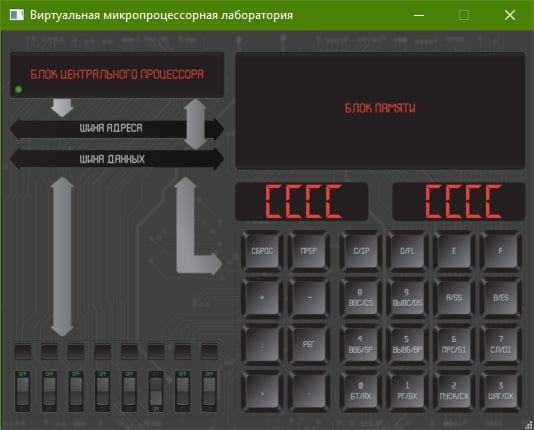 Виртуальная микропроцессорная лаборатория
БЛОК ЦЕНТРАЛЬНОГО ПРОЦЕССОРА
БЛОК ПАМЯТИ
ШИНА АДРЕСА
ШИНА ДАННЫХ
CCCC CCCC
СБРОС ПРЕР C/IP D/FL E F
+ - 8 ВВС/CS 9 ВЫВС/DS A/SS B/ES
: РЕГ 4 ВВБ/SP 5 ВЫВБ/BP 6 ПРС/SI 7 СЛ/DI
, . 0 БТ/AX 1 РГ/BX 2 ПУСК/CX 3 ШАГ/DX
OFF OFF OFF OFF OFF OFF OFF
ON